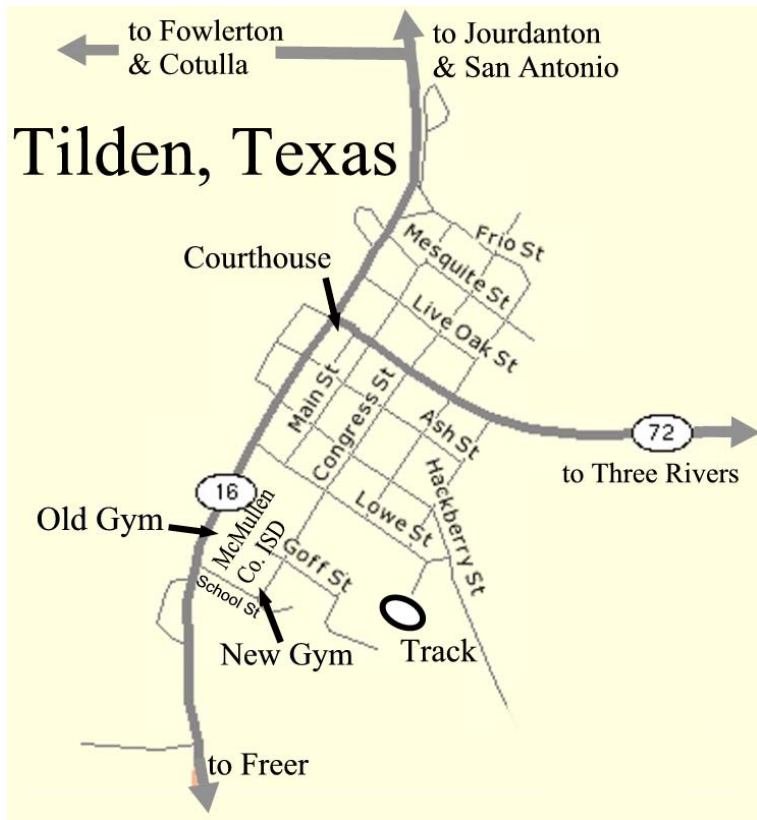 to Fowlerton
& Cotulla
to Jourdanton
& San Antonio
Tilden, Texas
Frio St
Mesquite St
Courthouse
Live Oak St
Main St
Congress St
Ash St
72
to Three Rivers
Hackberry St
16
Lowe St
Old Gym
McMullen
Co. ISD
Goff St
School St
New Gym
Track
to Freer